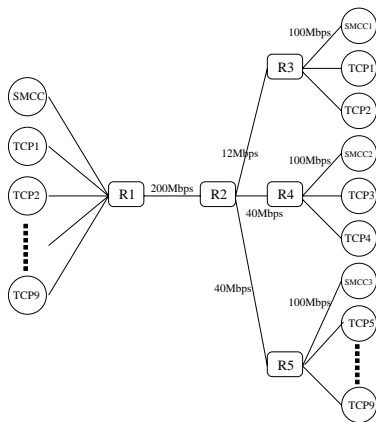 SMCC
TCP1
TCP2
TCP9
R1
200Mbps
R2
12Mbps
40Mbps
40Mbps
R3
100Mbps
SMCC1
TCP1
TCP2
R4
100Mbps
SMCC2
TCP3
TCP4
R5
100Mbps
SMCC3
TCP5
TCP9